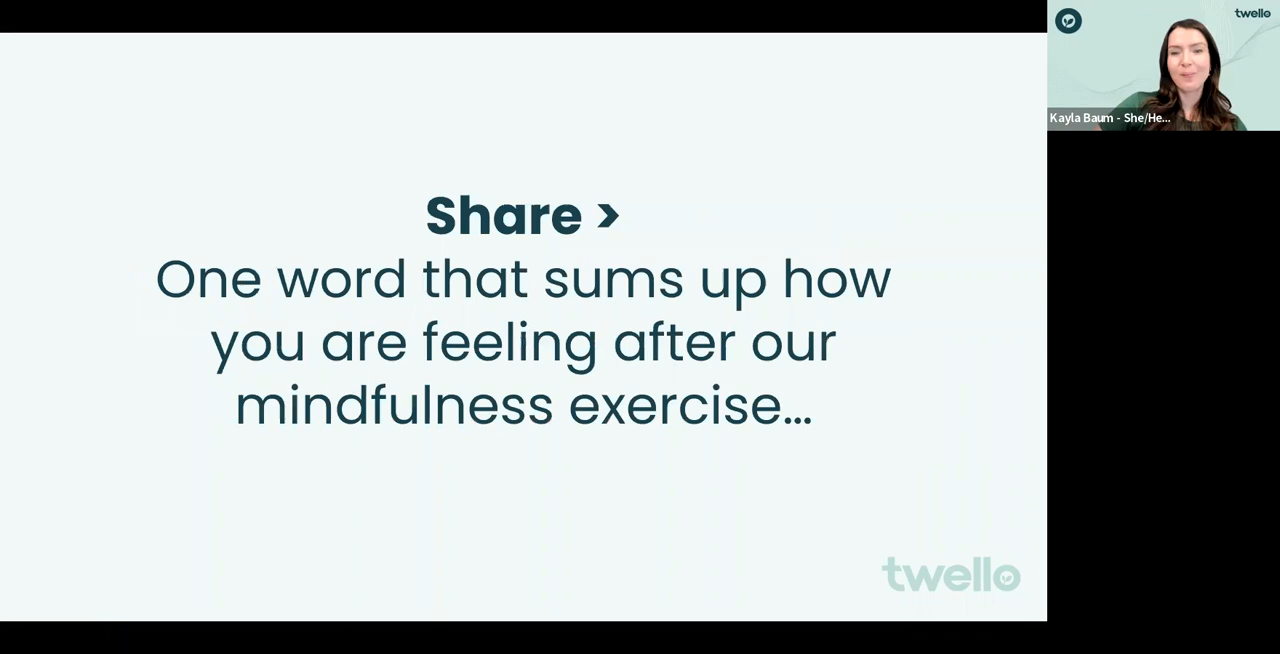 Share >
One word that sums up how
you are feeling after our
mindfulness exercise...
twello
twello
Kayla Baum - She/He...